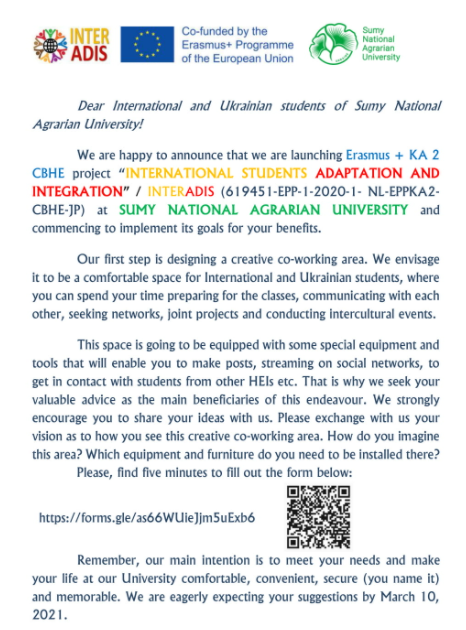 INTER
ADIS
Co-funded by the
Erasmus+ Programme
of the European Union
Sumy
National
Agrarian
University
Dear International and Ukrainian students of Sumy National
Agrarian University!
We are happy to announce that we are launching Erasmus + KA 2
CBHE project “INTERNATIONAL STUDENTS ADAPTATION AND
INTEGRATION” / INTERADIS (619451-EPP-1-2020-1- NL-EPPKA2-
CBHE-JP) at SUMY NATIONAL AGRARIAN UNIVERSITY and
commencing to implement its goals for your benefits.
Our first step is designing a creative co-working area. We envisage
it to be a comfortable space for International and Ukrainian students, where
you can spend your time preparing for the classes, communicating with each
other, seeking networks, joint projects and conducting intercultural events.
This space is going to be equipped with some special equipment and
tools that will enable you to make posts, streaming on social networks, to
get in contact with students from other HEIs etc. That is why we seek your
valuable advice as the main beneficiaries of this endeavour. We strongly
encourage you to share your ideas with us. Please exchange with us your
vision as to how you see this creative co-working area. How do you imagine
this area? Which equipment and furniture do you need to be installed there?
Please, find five minutes to fill out the form below:
https://forms.gle/as66WUieJjm5uExb6
Remember, our main intention is to meet your needs and make
your life at our University comfortable, convenient, secure (you name it)
and memorable. We are eagerly expecting your suggestions by March 10,
2021.